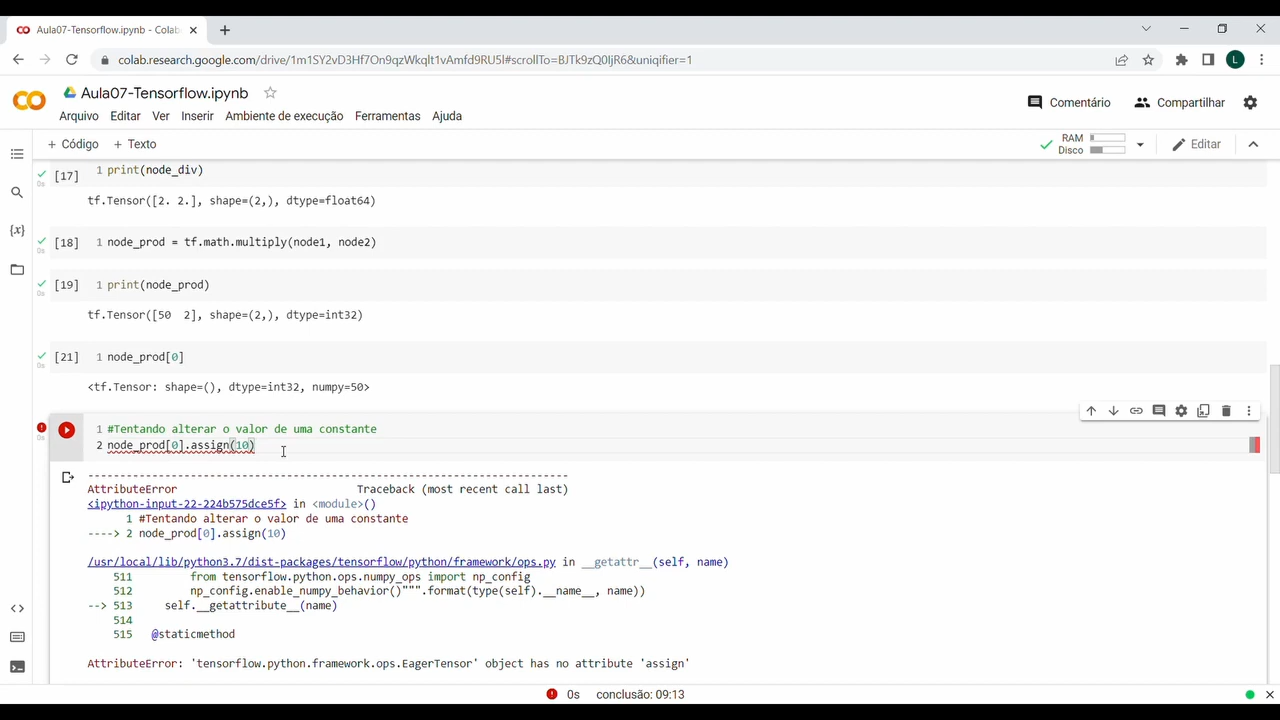 Aula07-Tensorflow.ipynb - Colab
colab.research.google.com/drive/1m1SY2vD3Hf7On9qzWkqIt1vAmfd9RU5l#scrollTo=BJTk9zQ0IjR6&uniqifier=1
L
Aula07-Tensorflow.ipynb
Comentário
Compartilhar
Arquivo Editar Ver Inserir Ambiente de execução Ferramentas Ajuda
+ Código + Texto
RAM
Disco
Editar
[17] 1 print(node_div)
0s
tf.Tensor([2. 2.], shape=(2,), dtype=float64)
[18] 1 node_prod = tf.math.multiply(node1, node2)
0s
[19] 1 print(node_prod)
0s
tf.Tensor([50  2], shape=(2,), dtype=int32)
[21] 1 node_prod[0]
0s
<tf.Tensor: shape=(), dtype=int32, numpy=50>
1 #Tentando alterar o valor de uma constante
0s
2 node_prod[0].assign(10)
---------------------------------------------------------------------------
AttributeError                            Traceback (most recent call last)
<ipython-input-22-224b575dce5f> in <module>()
      1 #Tentando alterar o valor de uma constante
----> 2 node_prod[0].assign(10)
/usr/local/lib/python3.7/dist-packages/tensorflow/python/framework/ops.py in __getattr__(self, name)
    511         from tensorflow.python.ops.numpy_ops import np_config
    512         np_config.enable_numpy_behavior()""".format(type(self).__name__, name))
--> 513     self.__getattribute__(name)
    514
    515   @staticmethod
AttributeError: 'tensorflow.python.framework.ops.EagerTensor' object has no attribute 'assign'
0s conclusão: 09:13